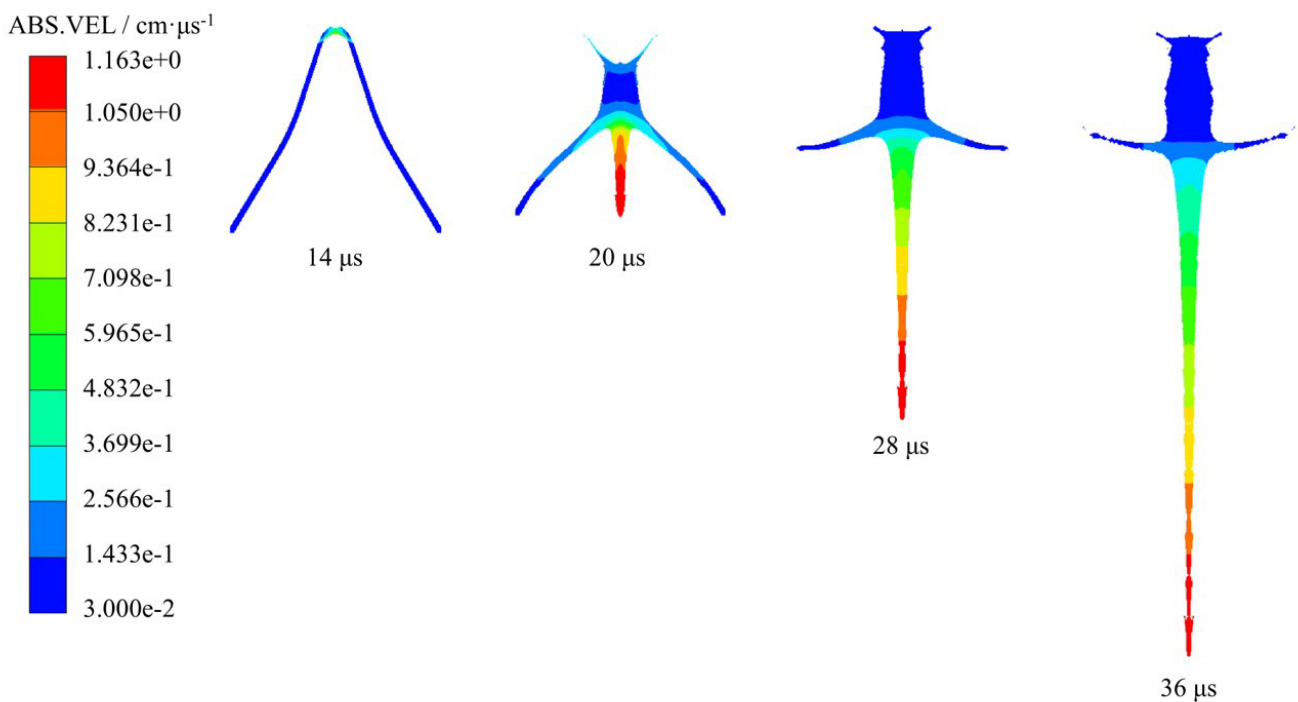 ABS.VEL / cm·μs⁻¹
1.163e+0
1.050e+0
9.364e-1
8.231e-1
7.098e-1
5.965e-1
4.832e-1
3.699e-1
2.566e-1
1.433e-1
3.000e-2
14 μs
20 μs
28 μs
36 μs